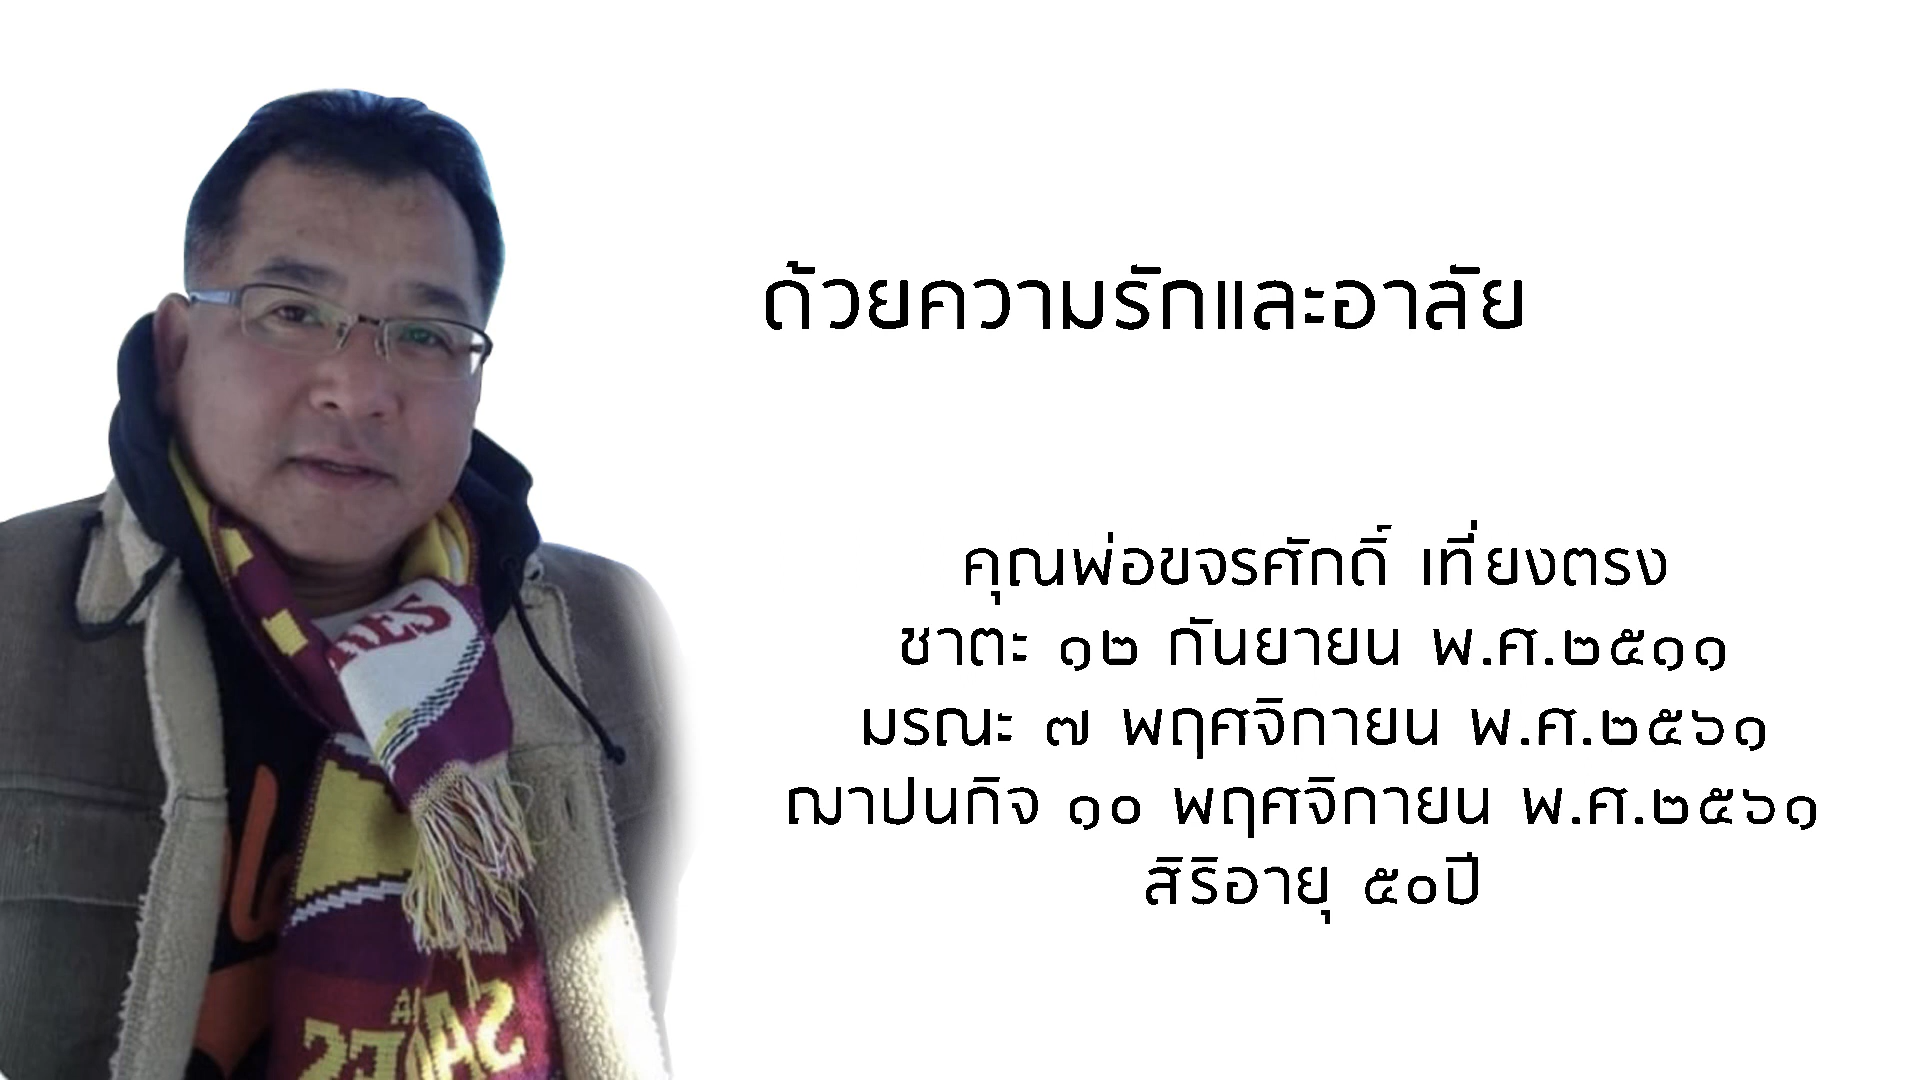 ด้วยความรักและอาลัย
คุณพ่อขจรศักดิ์ เที่ยงตรง
ชาตะ ๑๒ กันยายน พ.ศ.๒๕๑๑
มรณะ ๗ พฤศจิกายน พ.ศ.๒๕๖๑
ฌาปนกิจ ๑๐ พฤศจิกายน พ.ศ.๒๕๖๑
สิริอายุ ๕๐ปี